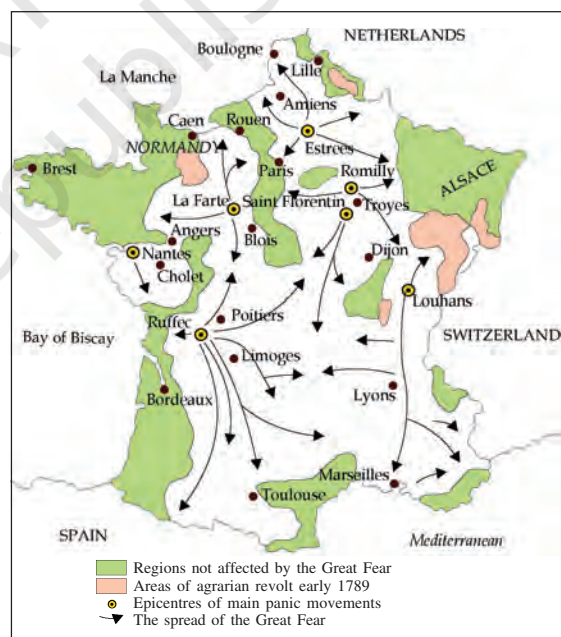 NETHERLANDS
Boulogne
Lille
La Manche
Amiens
Caen
Rouen
NORMANDY
Estrees
Brest
Paris
Romilly
ALSACE
La Farte
Saint Florentin
Troyes
Angers
Blois
Nantes
Dijon
Cholet
Louhans
Poitiers
Ruffec
Bay of Biscay
SWITZERLAND
Limoges
Bordeaux
Lyons
Marseilles
Toulouse
SPAIN
Mediterranean
Regions not affected by the Great Fear
Areas of agrarian revolt early 1789
Epicentres of main panic movements
The spread of the Great Fear